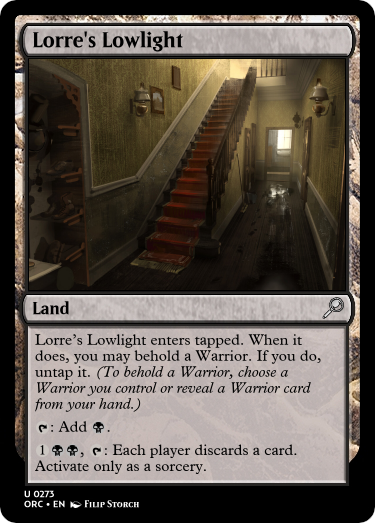 Lorre's Lowlight
Land
Lorre's Lowlight enters tapped. When it
does, you may behold a Warrior. If you do,
untap it. (To behold a Warrior, choose a
Warrior you control or reveal a Warrior card
from your hand.)
: Add .
1 , : Each player discards a card.
Activate only as a sorcery.
U 0273
ORC • EN Filip Storch